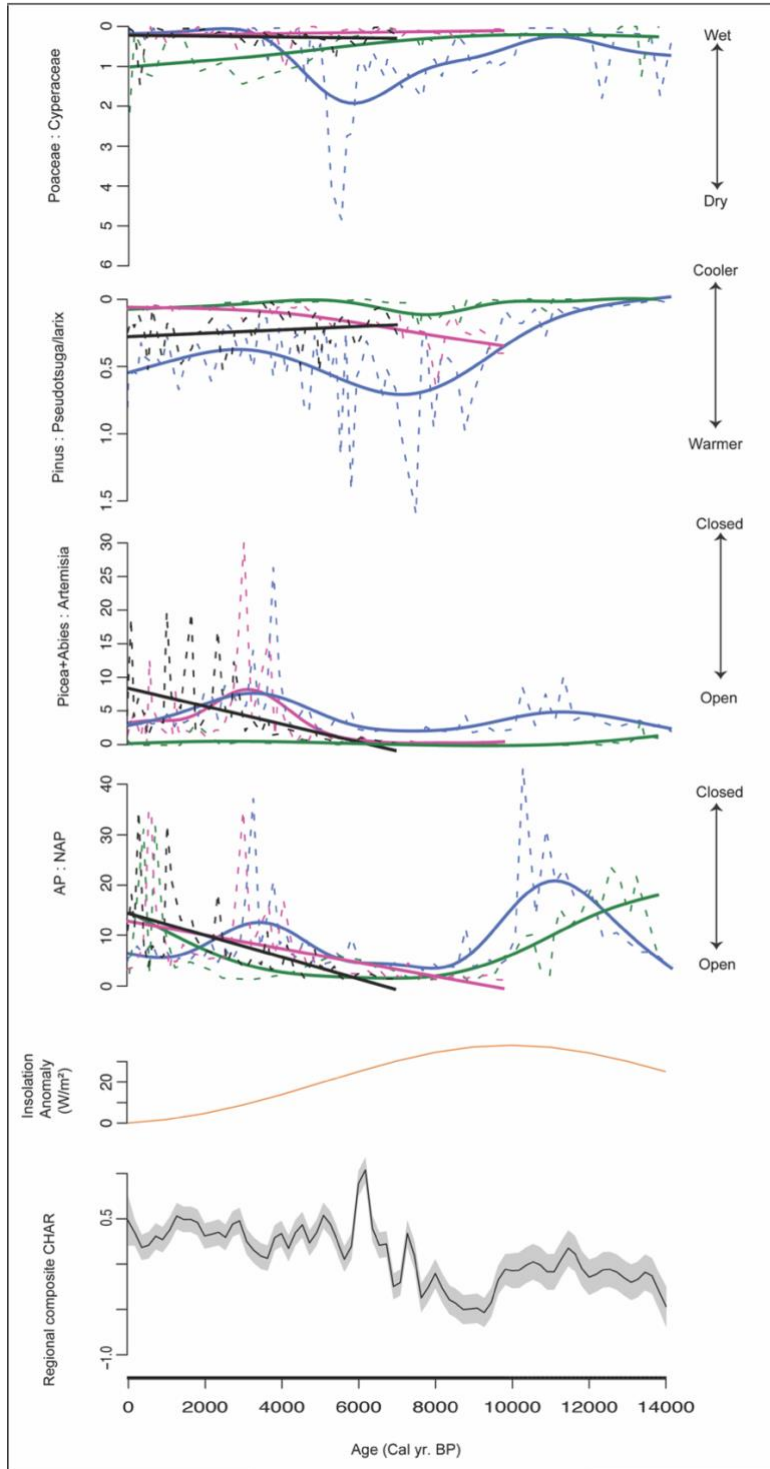 0
1
2
3
4
5
6
Poaceae : Cyperaceae
Wet
Dry
0
0.5
1.0
1.5
Pinus : Pseudotsuga/larix
Cooler
Warmer
30
25
20
15
10
5
0
Picea+Abies : Artemisia
Closed
Open
40
30
20
10
0
AP : NAP
Closed
Open
20
0
Insolation
Anomaly
(W/m²)
0.5
-1.0
Regional composite CHAR
0 2000 4000 6000 8000 10000 12000 14000
Age (Cal yr. BP)